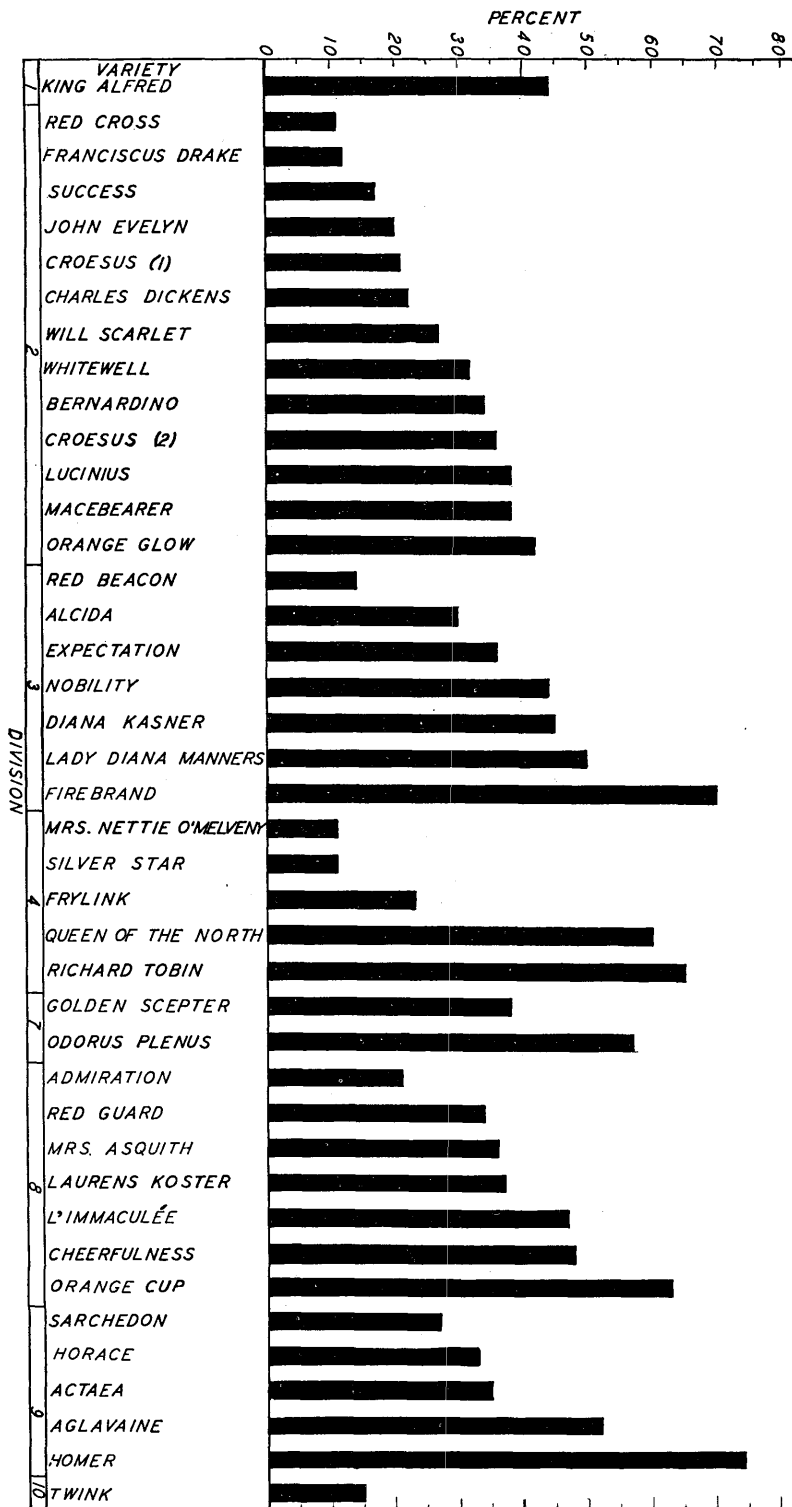 PERCENT
0 10 20 30 40 50 60 70 80
VARIETY
1 KING ALFRED
RED CROSS
FRANCISCUS DRAKE
SUCCESS
JOHN EVELYN
CROESUS (1)
CHARLES DICKENS
WILL SCARLET
2
WHITEWELL
BERNARDINO
CROESUS (2)
LUCINIUS
MACEBEARER
ORANGE GLOW
RED BEACON
ALCIDA
EXPECTATION
3 NOBILITY
DIANA KASNER
LADY DIANA MANNERS
DIVISION
FIREBRAND
MRS. NETTIE O'MELVENY
SILVER STAR
4 FRYLINK
QUEEN OF THE NORTH
RICHARD TOBIN
GOLDEN SCEPTER
7
ODORUS PLENUS
ADMIRATION
RED GUARD
MRS. ASQUITH
8 LAURENS KOSTER
L'IMMACULÉE
CHEERFULNESS
ORANGE CUP
SARCHEDON
HORACE
ACTAEA
9
AGLAVAINE
HOMER
10 TWINK